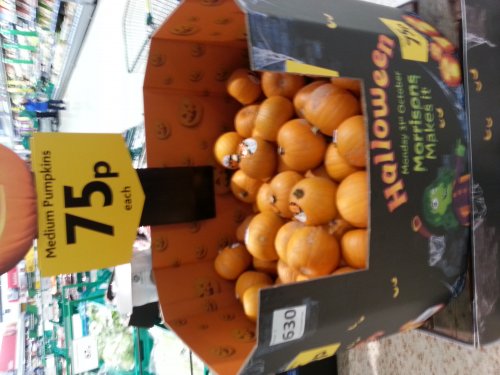 Medium Pumpkins
75p
each
Halloween
Monday 31st October
Morrisons
Makes it!
630